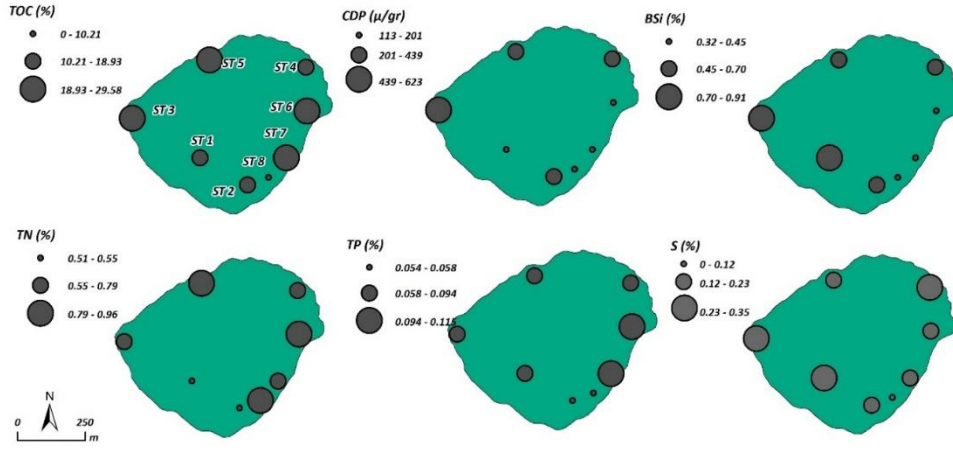 TOC (%)
0 - 10.21
10.21 - 18.93
18.93 - 29.58
ST 5
ST 4
ST 3
ST 6
ST 7
ST 1
ST 8
ST 2
CDP (µ/gr)
113 - 201
201 - 439
439 - 623
BSi (%)
0.32 - 0.45
0.45 - 0.70
0.70 - 0.91
TN (%)
0.51 - 0.55
0.55 - 0.79
0.79 - 0.96
N
0 250
m
TP (%)
0.054 - 0.058
0.058 - 0.094
0.094 - 0.115
S (%)
0 - 0.12
0.12 - 0.23
0.23 - 0.35